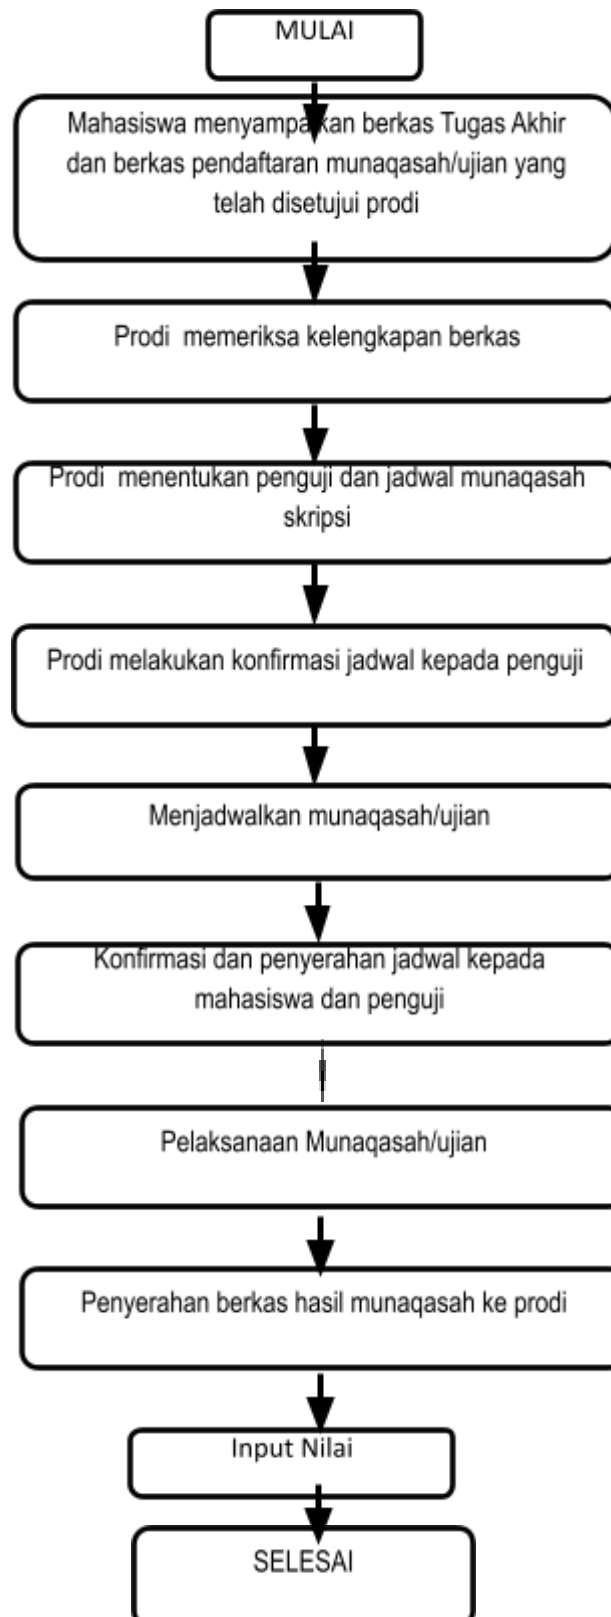 MULAI
Mahasiswa menyampaikan berkas Tugas Akhir
dan berkas pendaftaran munaqasah/ujian yang
telah disetujui prodi
Prodi memeriksa kelengkapan berkas
Prodi menentukan penguji dan jadwal munaqasah
skripsi
Prodi melakukan konfirmasi jadwal kepada penguji
Menjadwalkan munaqasah/ujian
Konfirmasi dan penyerahan jadwal kepada
mahasiswa dan penguji
Pelaksanaan Munaqasah/ujian
Penyerahan berkas hasil munaqasah ke prodi
Input Nilai
SELESAI